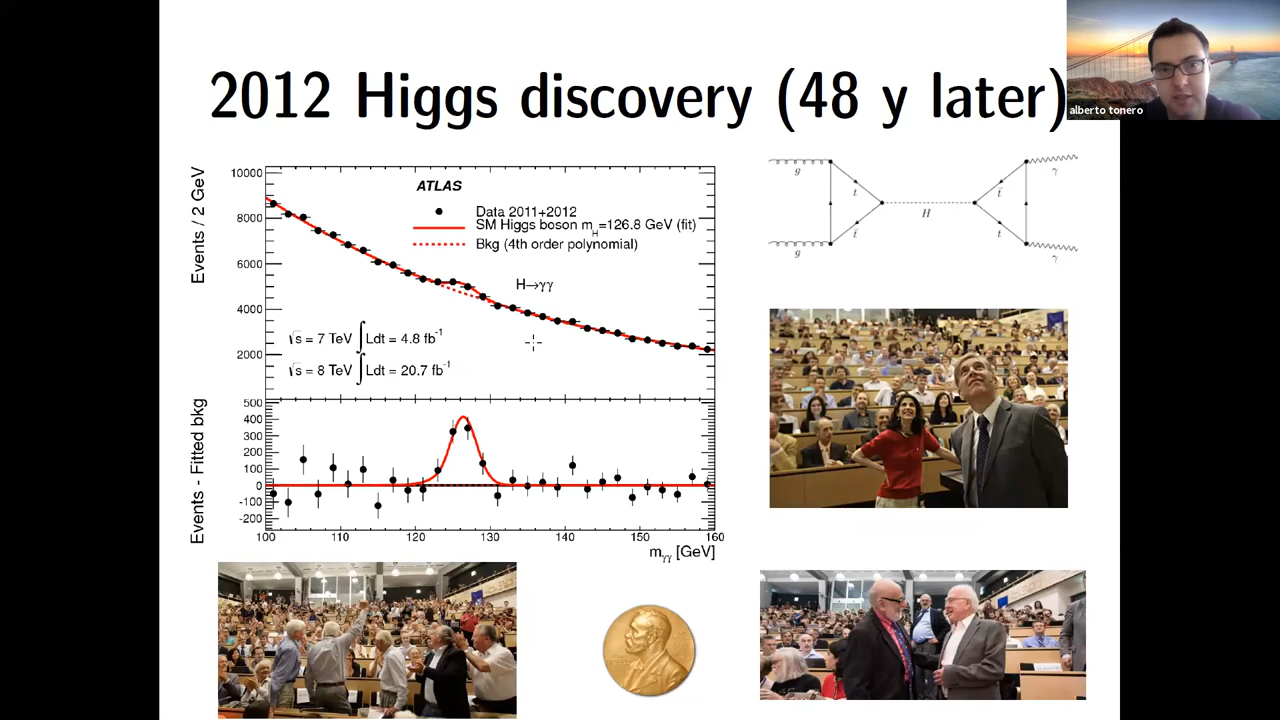 2012 Higgs discovery (48 y later)
alberto tonero
Events / 2 GeV
10000
8000
6000
4000
2000
ATLAS
Data 2011+2012
SM Higgs boson m_H=126.8 GeV (fit)
Bkg (4th order polynomial)
H→γγ
√s = 7 TeV ∫Ldt = 4.8 fb⁻¹
√s = 8 TeV ∫Ldt = 20.7 fb⁻¹
Events - Fitted bkg
500
400
300
200
100
0
-100
-200
100 110 120 130 140 150 160
m_γγ [GeV]
g
t
t̄
g
H
t̄
t
γ
γ